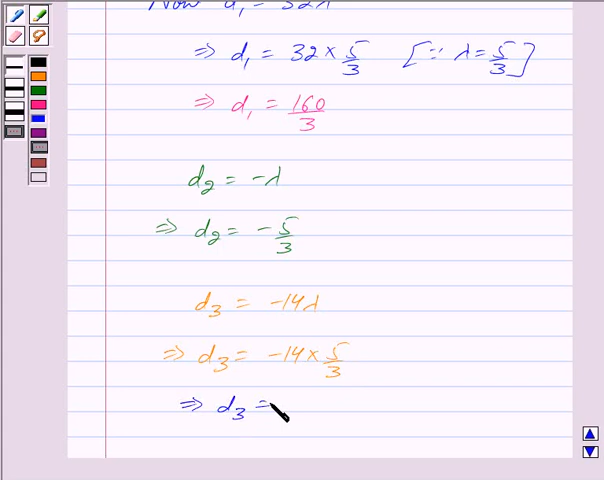 Now d₁ = 32λ
⇒ d₁ = 32 × 5/3 [∵ λ = 5/3]
⇒ d₁ = 160/3
d₂ = -λ
⇒ d₂ = -5/3
d₃ = -14λ
⇒ d₃ = -14 × 5/3
⇒ d₃ =